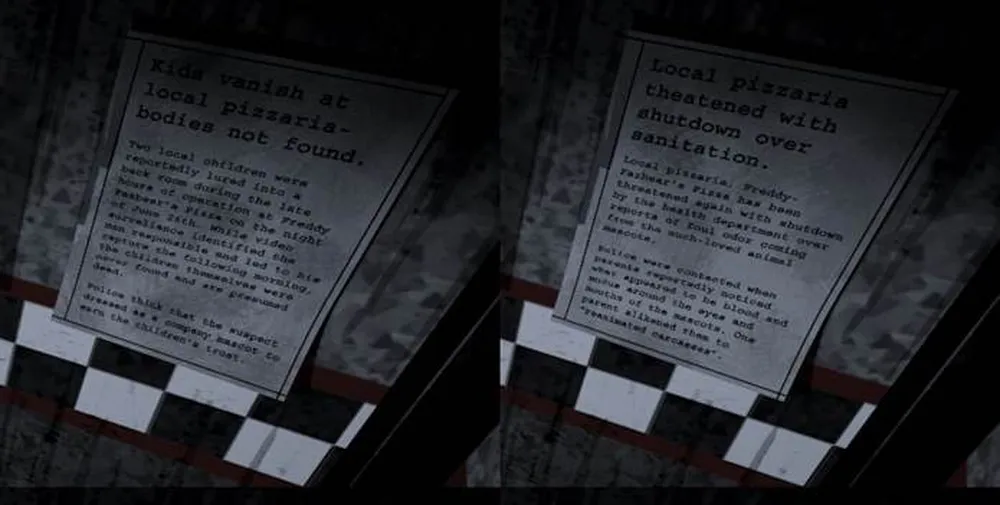 Kids vanish at
local pizzaria-
bodies not found.
Two local children were
reportedly lured into a
back room during the late
hours of operation at Freddy
Fazbear's Pizza on the night
of June 26th. While video
surveillance identified the
man responsible and led to his
capture the following morning,
the children themselves were
never found and are presumed
dead.
Police think that the suspect
dressed as a company mascot to
earn the children's trust.
Local pizzaria
theatened with
shutdown over
sanitation.
Local pizzaria, Freddy-
Fazbear's Pizza has been
threatened again with shutdown
by the health department over
reports of foul odor coming
from the much-loved animal
mascots.
Police were contacted when
parents reportedly noticed
what appeared to be blood and
mucus around the eyes and
mouths of the mascots. One
parent alikened them to
"reanimated carcasses".